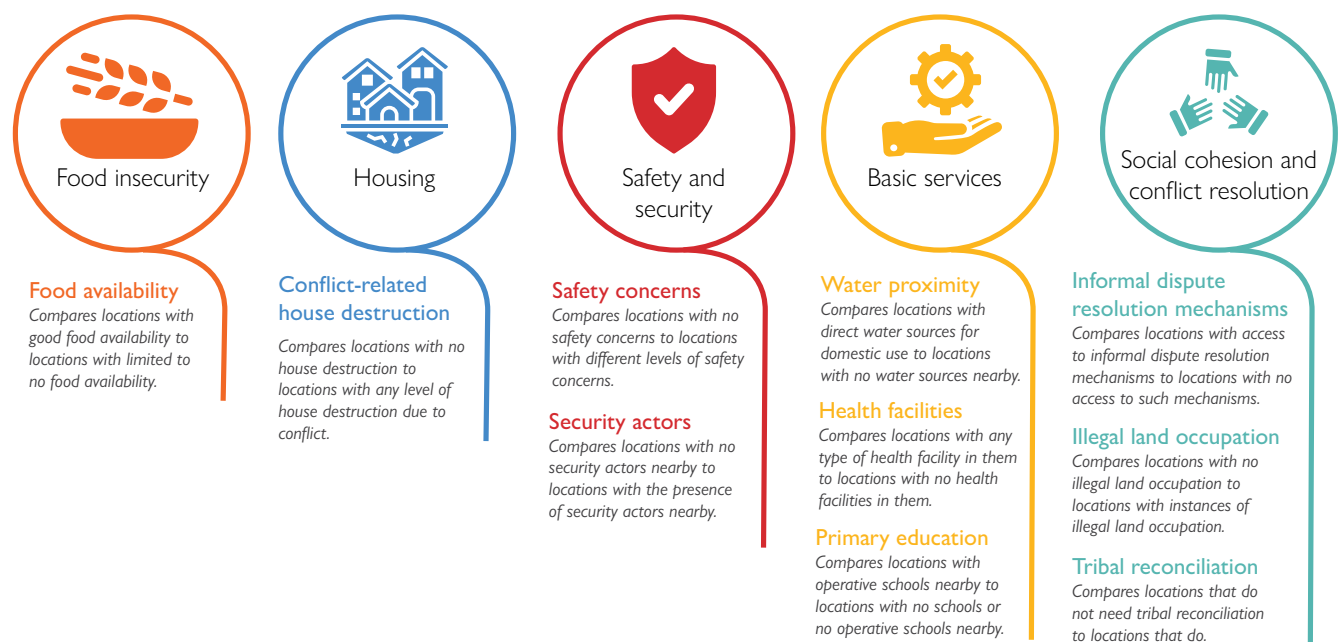 Food insecurity
Food availability
Compares locations with
good food availability to
locations with limited to
no food availability.
Housing
Conflict-related
house destruction
Compares locations with no
house destruction to
locations with any level of
house destruction due to
conflict.
Safety and
security
Safety concerns
Compares locations with no
safety concerns to locations
with different levels of safety
concerns.
Security actors
Compares locations with no
security actors nearby to
locations with the presence
of security actors nearby.
Basic services
Water proximity
Compares locations with
direct water sources for
domestic use to locations
with no water sources nearby.
Health facilities
Compares locations with any
type of health facility in them
to locations with no health
facilities in them.
Primary education
Compares locations with
operative schools nearby to
locations with no schools or
no operative schools nearby.
Social cohesion and
conflict resolution
Informal dispute
resolution mechanisms
Compares locations with access
to informal dispute resolution
mechanisms to locations with no
access to such mechanisms.
Illegal land occupation
Compares locations with no
illegal land occupation to
locations with instances of
illegal land occupation.
Tribal reconciliation
Compares locations that do
not need tribal reconciliation
to locations that do.